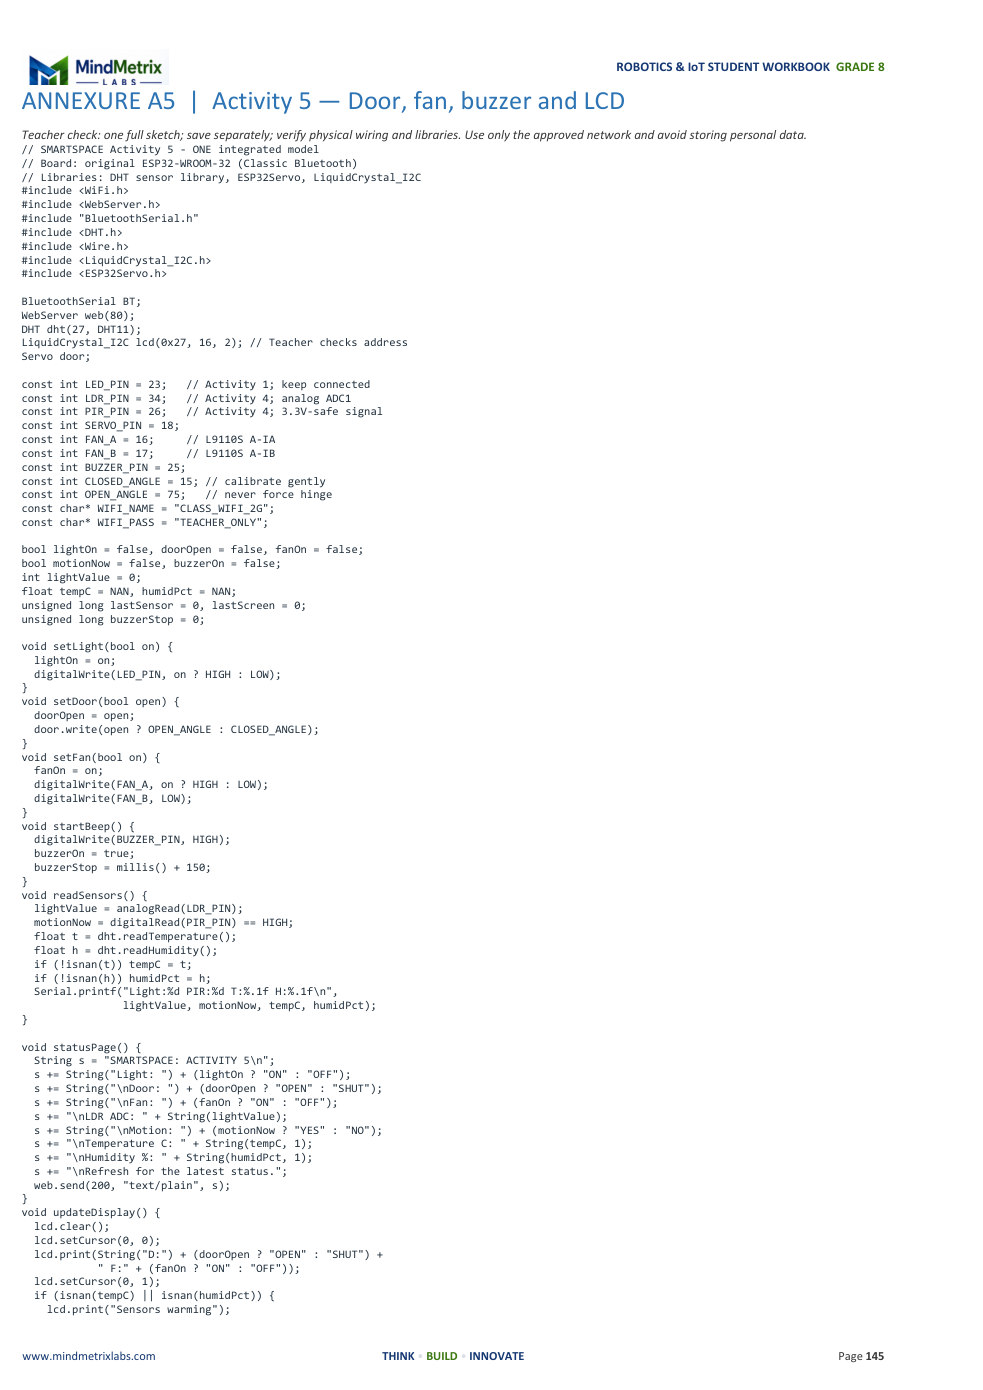 MindMetrix
LABS
ROBOTICS & IoT STUDENT WORKBOOK GRADE 8
ANNEXURE A5 | Activity 5 — Door, fan, buzzer and LCD
Teacher check: one full sketch; save separately; verify physical wiring and libraries. Use only the approved network and avoid storing personal data.
// SMARTSPACE Activity 5 - ONE integrated model
// Board: original ESP32-WROOM-32 (Classic Bluetooth)
// Libraries: DHT sensor library, ESP32Servo, LiquidCrystal_I2C
#include <WiFi.h>
#include <WebServer.h>
#include "BluetoothSerial.h"
#include <DHT.h>
#include <Wire.h>
#include <LiquidCrystal_I2C.h>
#include <ESP32Servo.h>

BluetoothSerial BT;
WebServer web(80);
DHT dht(27, DHT11);
LiquidCrystal_I2C lcd(0x27, 16, 2); // Teacher checks address
Servo door;

const int LED_PIN = 23;   // Activity 1; keep connected
const int LDR_PIN = 34;   // Activity 4; analog ADC1
const int PIR_PIN = 26;   // Activity 4; 3.3V-safe signal
const int SERVO_PIN = 18;
const int FAN_A = 16;     // L9110S A-IA
const int FAN_B = 17;     // L9110S A-IB
const int BUZZER_PIN = 25;
const int CLOSED_ANGLE = 15; // calibrate gently
const int OPEN_ANGLE = 75;   // never force hinge
const char* WIFI_NAME = "CLASS_WIFI_2G";
const char* WIFI_PASS = "TEACHER_ONLY";

bool lightOn = false, doorOpen = false, fanOn = false;
bool motionNow = false, buzzerOn = false;
int lightValue = 0;
float tempC = NAN, humidPct = NAN;
unsigned long lastSensor = 0, lastScreen = 0;
unsigned long buzzerStop = 0;

void setLight(bool on) {
  lightOn = on;
  digitalWrite(LED_PIN, on ? HIGH : LOW);
}
void setDoor(bool open) {
  doorOpen = open;
  door.write(open ? OPEN_ANGLE : CLOSED_ANGLE);
}
void setFan(bool on) {
  fanOn = on;
  digitalWrite(FAN_A, on ? HIGH : LOW);
  digitalWrite(FAN_B, LOW);
}
void startBeep() {
  digitalWrite(BUZZER_PIN, HIGH);
  buzzerOn = true;
  buzzerStop = millis() + 150;
}
void readSensors() {
  lightValue = analogRead(LDR_PIN);
  motionNow = digitalRead(PIR_PIN) == HIGH;
  float t = dht.readTemperature();
  float h = dht.readHumidity();
  if (!isnan(t)) tempC = t;
  if (!isnan(h)) humidPct = h;
  Serial.printf("Light:%d PIR:%d T:%.1f H:%.1f\n",
                lightValue, motionNow, tempC, humidPct);
}

void statusPage() {
  String s = "SMARTSPACE: ACTIVITY 5\n";
  s += String("Light: ") + (lightOn ? "ON" : "OFF");
  s += String("\nDoor: ") + (doorOpen ? "OPEN" : "SHUT");
  s += String("\nFan: ") + (fanOn ? "ON" : "OFF");
  s += "\nLDR ADC: " + String(lightValue);
  s += String("\nMotion: ") + (motionNow ? "YES" : "NO");
  s += "\nTemperature C: " + String(tempC, 1);
  s += "\nHumidity %: " + String(humidPct, 1);
  s += "\nRefresh for the latest status.";
  web.send(200, "text/plain", s);
}
void updateDisplay() {
  lcd.clear();
  lcd.setCursor(0, 0);
  lcd.print(String("D:") + (doorOpen ? "OPEN" : "SHUT") +
            " F:" + (fanOn ? "ON" : "OFF"));
  lcd.setCursor(0, 1);
  if (isnan(tempC) || isnan(humidPct)) {
    lcd.print("Sensors warming");
www.mindmetrixlabs.com
THINK • BUILD • INNOVATE
Page 145